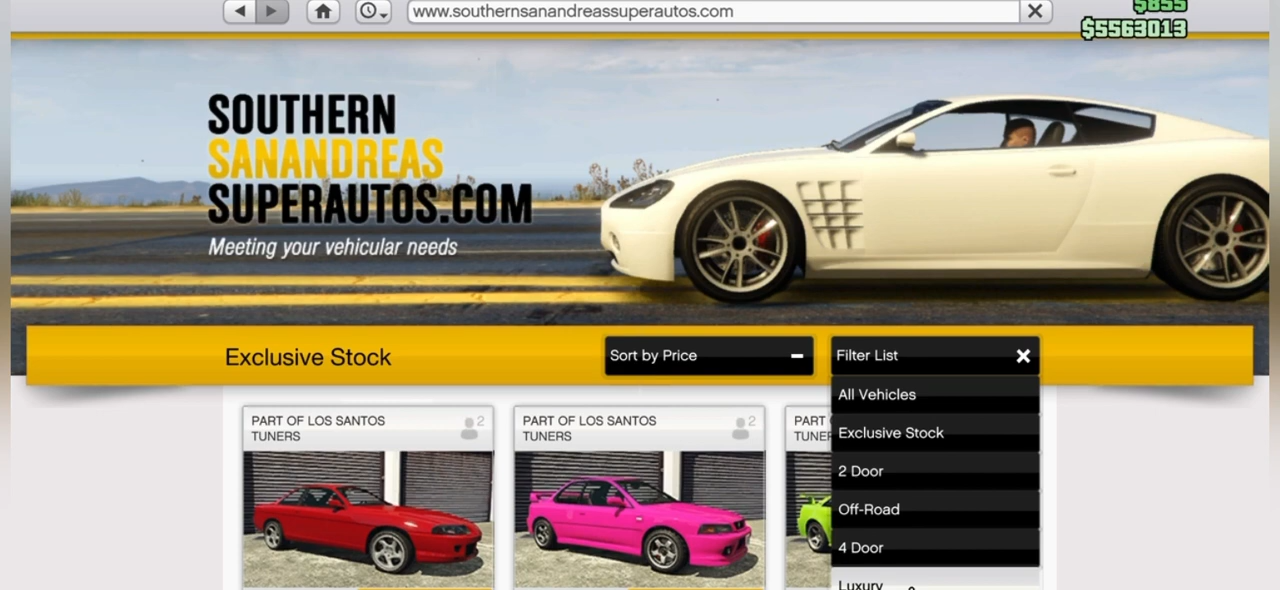 www.southernsanandreassuperautos.com
$855
$5563013
SOUTHERN
SANANDREAS
SUPERAUTOS.COM
Meeting your vehicular needs
Exclusive Stock
Sort by Price
Filter List
All Vehicles
Exclusive Stock
2 Door
Off-Road
4 Door
Luxury
PART OF LOS SANTOS
TUNERS
2
PART OF LOS SANTOS
TUNERS
2
PART
TUNER